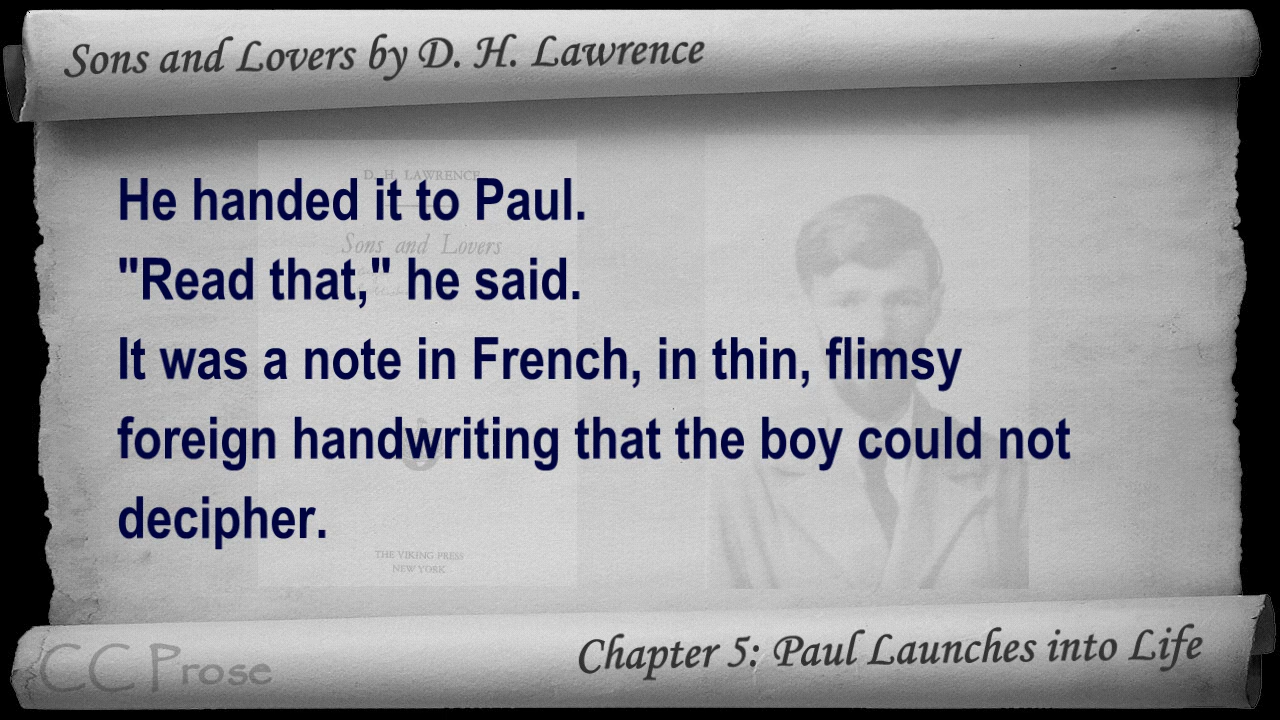 Sons and Lovers by D. H. Lawrence
D. H. LAWRENCE
Sons and Lovers
He handed it to Paul.
"Read that," he said.
It was a note in French, in thin, flimsy
foreign handwriting that the boy could not
decipher.
THE VIKING PRESS
NEW YORK
Chapter 5: Paul Launches into Life
CC Prose